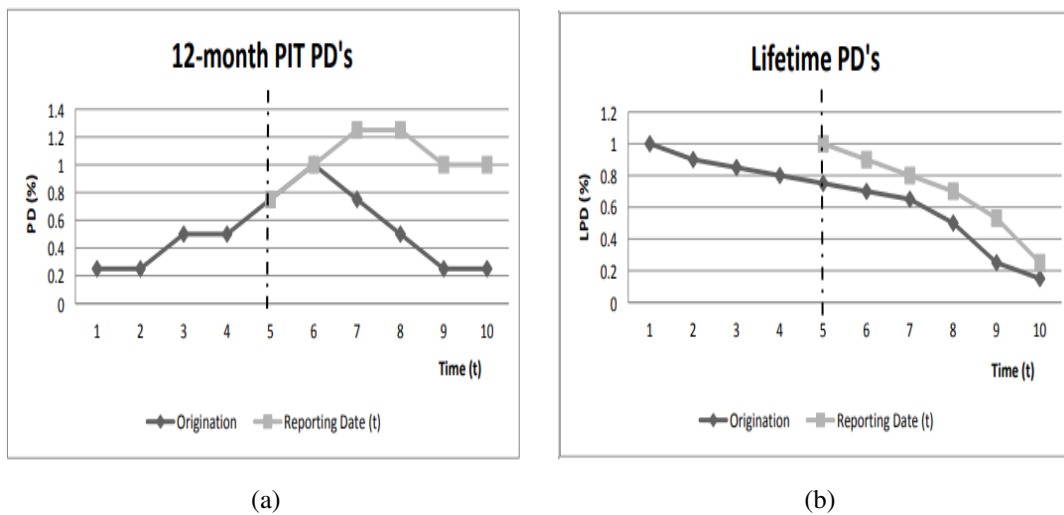 12-month PIT PD's
PD (%)
1.4
1.2
1
0.8
0.6
0.4
0.2
0
1 2 3 4 5 6 7 8 9 10
Time (t)
Origination Reporting Date (t)
(a)
Lifetime PD's
LPD (%)
1.2
1
0.8
0.6
0.4
0.2
0
1 2 3 4 5 6 7 8 9 10
Time (t)
Origination Reporting Date (t)
(b)